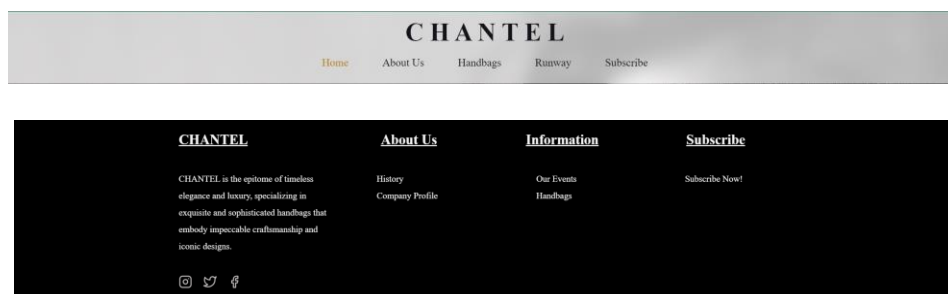 CHANTEL
Home About Us Handbags Runway Subscribe
CHANTEL
CHANTEL is the epitome of timeless
elegance and luxury, specializing in
exquisite and sophisticated handbags that
embody impeccable craftsmanship and
iconic designs.
About Us
History
Company Profile
Information
Our Events
Handbags
Subscribe
Subscribe Now!